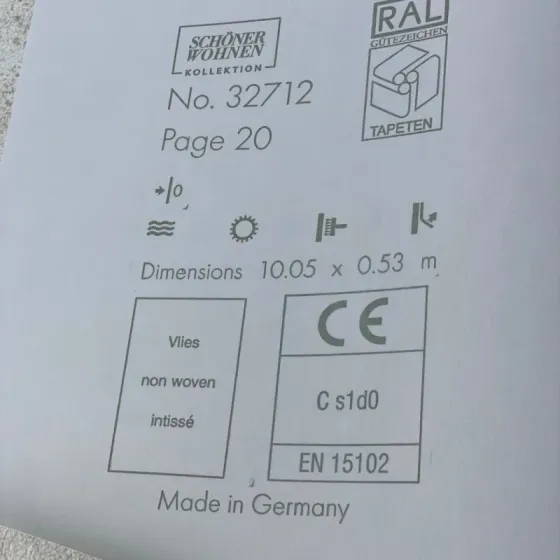 SCHÖNER
WOHNEN
KOLLEKTION
RAL
GÜTEZEICHEN
TAPETEN
No. 32712
Page 20
0
Dimensions 10.05 x 0.53 m
Vlies
non woven
intissé
CE
C s1d0
EN 15102
Made in Germany